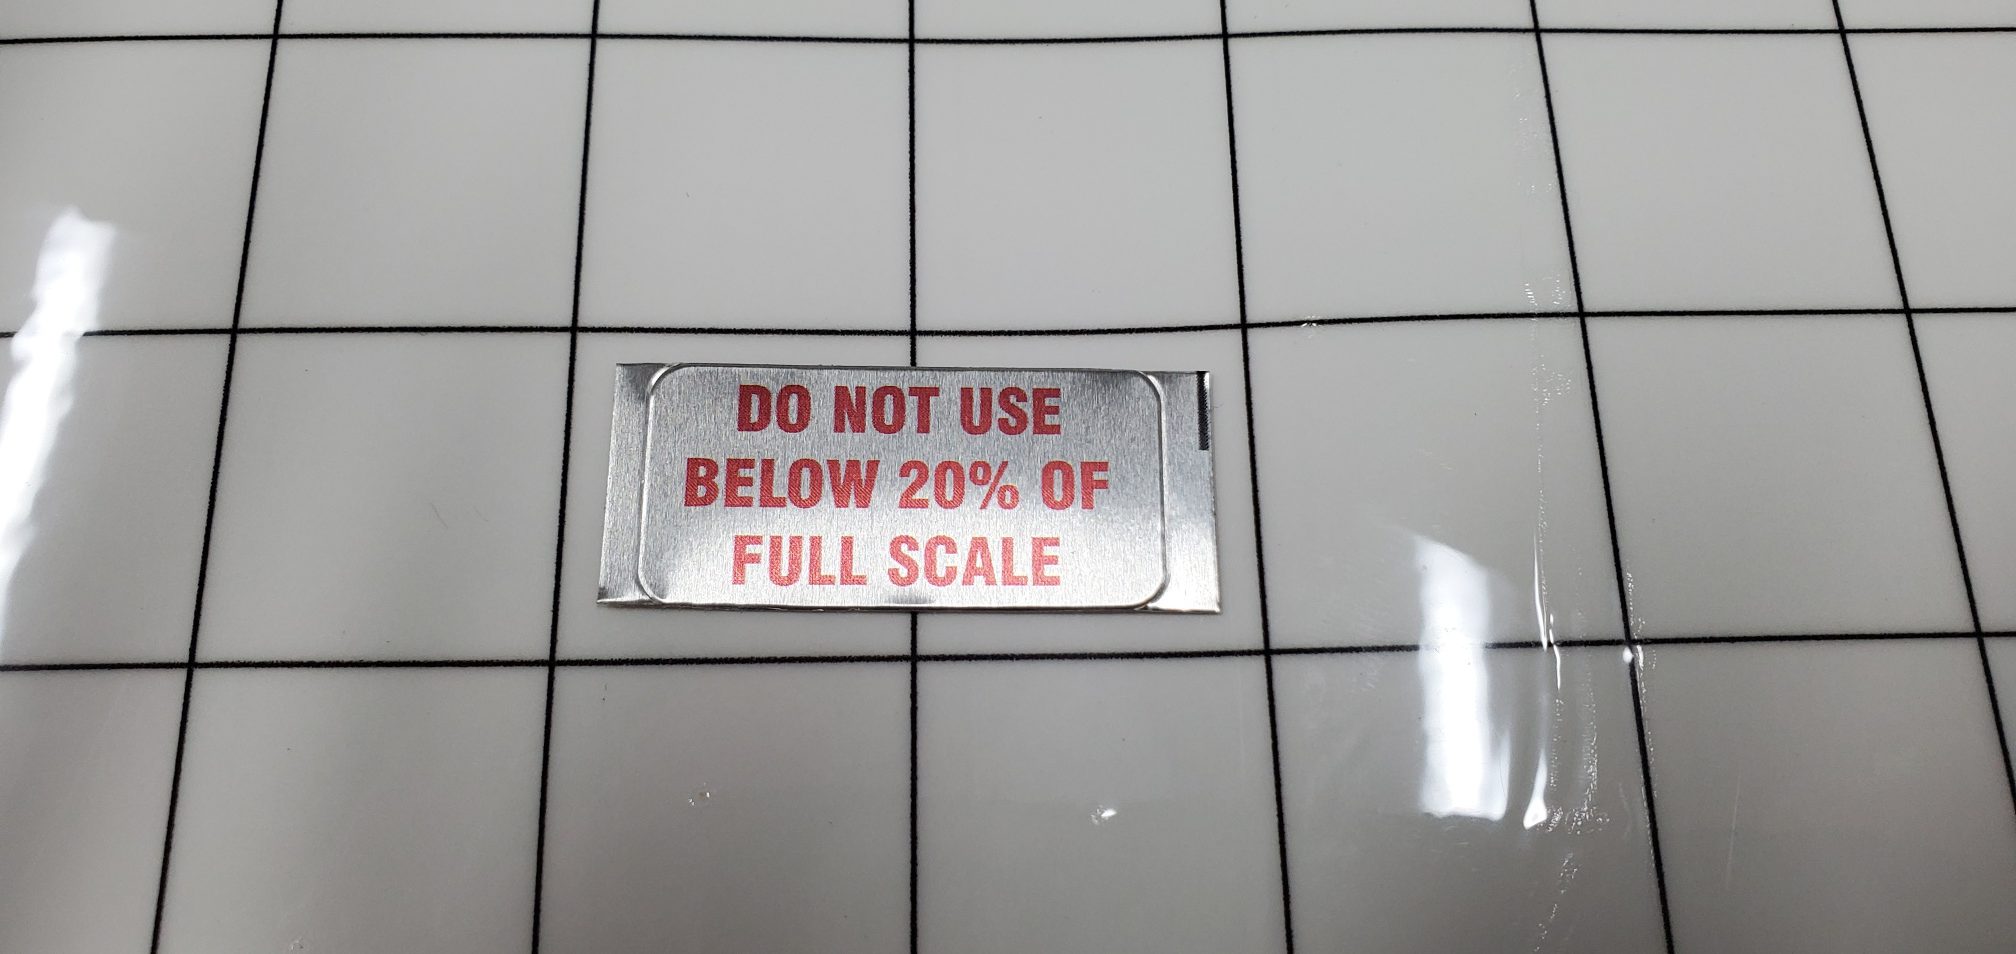 DO NOT USE
BELOW 20% OF
FULL SCALE